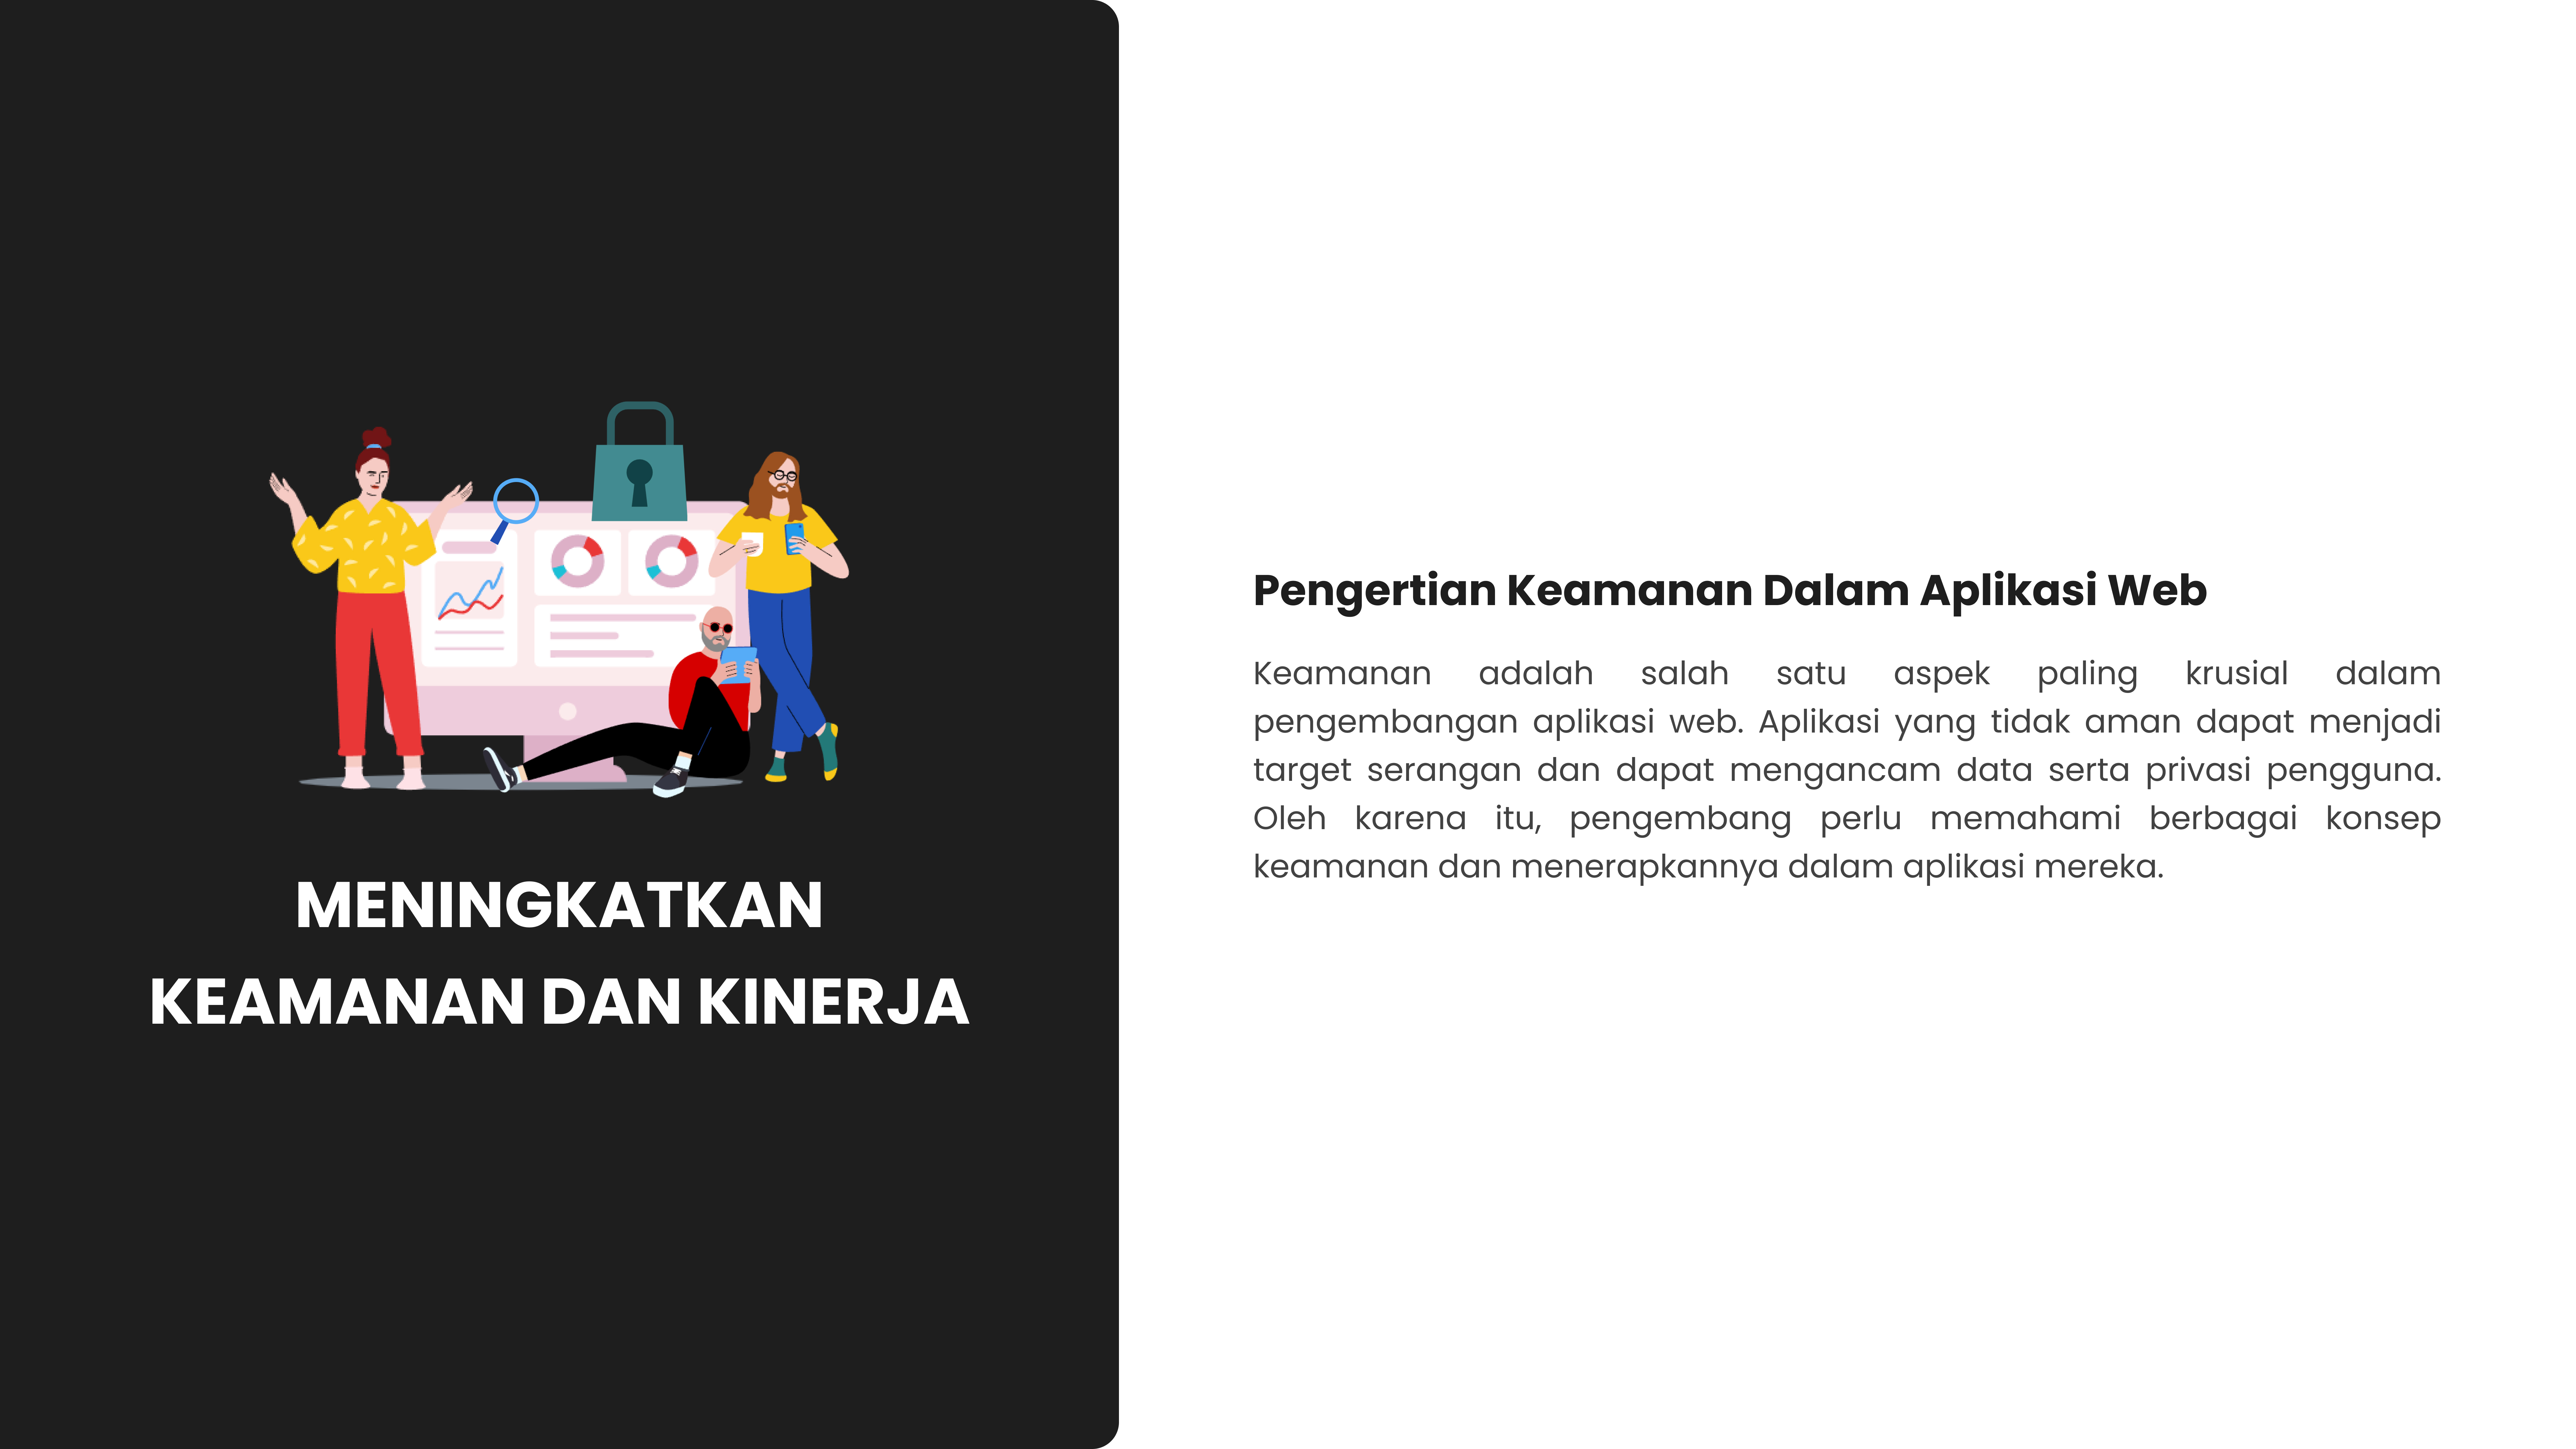 MENINGKATKAN
KEAMANAN DAN KINERJA
Pengertian Keamanan Dalam Aplikasi Web
Keamanan adalah salah satu aspek paling krusial dalam
pengembangan aplikasi web. Aplikasi yang tidak aman dapat menjadi
target serangan dan dapat mengancam data serta privasi pengguna.
Oleh karena itu, pengembang perlu memahami berbagai konsep
keamanan dan menerapkannya dalam aplikasi mereka.